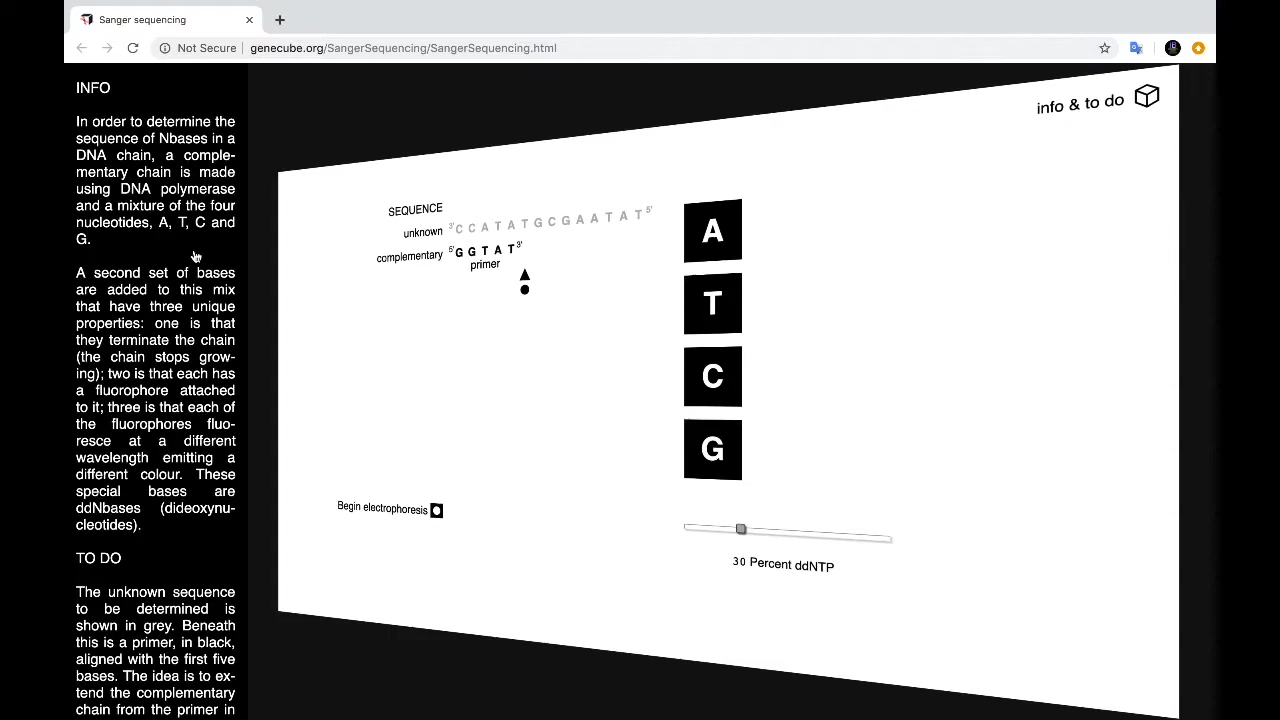 Sanger sequencing
Not Secure
genecube.org/SangerSequencing/SangerSequencing.html
INFO
In order to determine the
sequence of Nbases in a
DNA chain, a comple-
mentary chain is made
using DNA polymerase
and a mixture of the four
nucleotides, A, T, C and
G.
A second set of bases
are added to this mix
that have three unique
properties: one is that
they terminate the chain
(the chain stops grow-
ing); two is that each has
a fluorophore attached
to it; three is that each of
the fluorophores fluo-
resce at a different
wavelength emitting a
different colour. These
special bases are
ddNbases (dideoxynu-
cleotides).
TO DO
The unknown sequence
to be determined is
shown in grey. Beneath
this is a primer, in black,
aligned with the first five
bases. The idea is to ex-
tend the complementary
chain from the primer in
info & to do
SEQUENCE
unknown 3'CCATATGCGAATAT5'
complementary 5'GGTAT3'
primer
A
T
C
G
Begin electrophoresis
30 Percent ddNTP